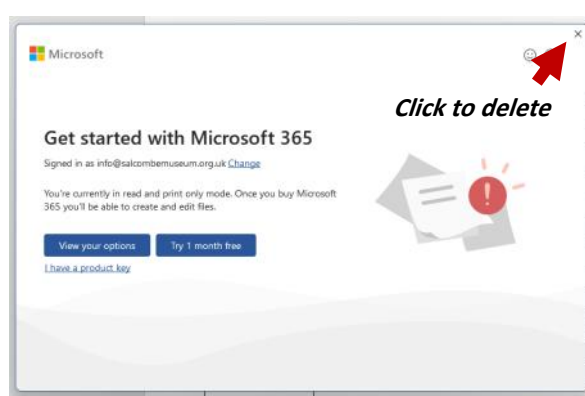 Microsoft
Click to delete
Get started with Microsoft 365
Signed in as info@salcombemuseum.org.uk Change
You're currently in read and print only mode. Once you buy Microsoft
365 you'll be able to create and edit files.
View your options
Try 1 month free
I have a product key